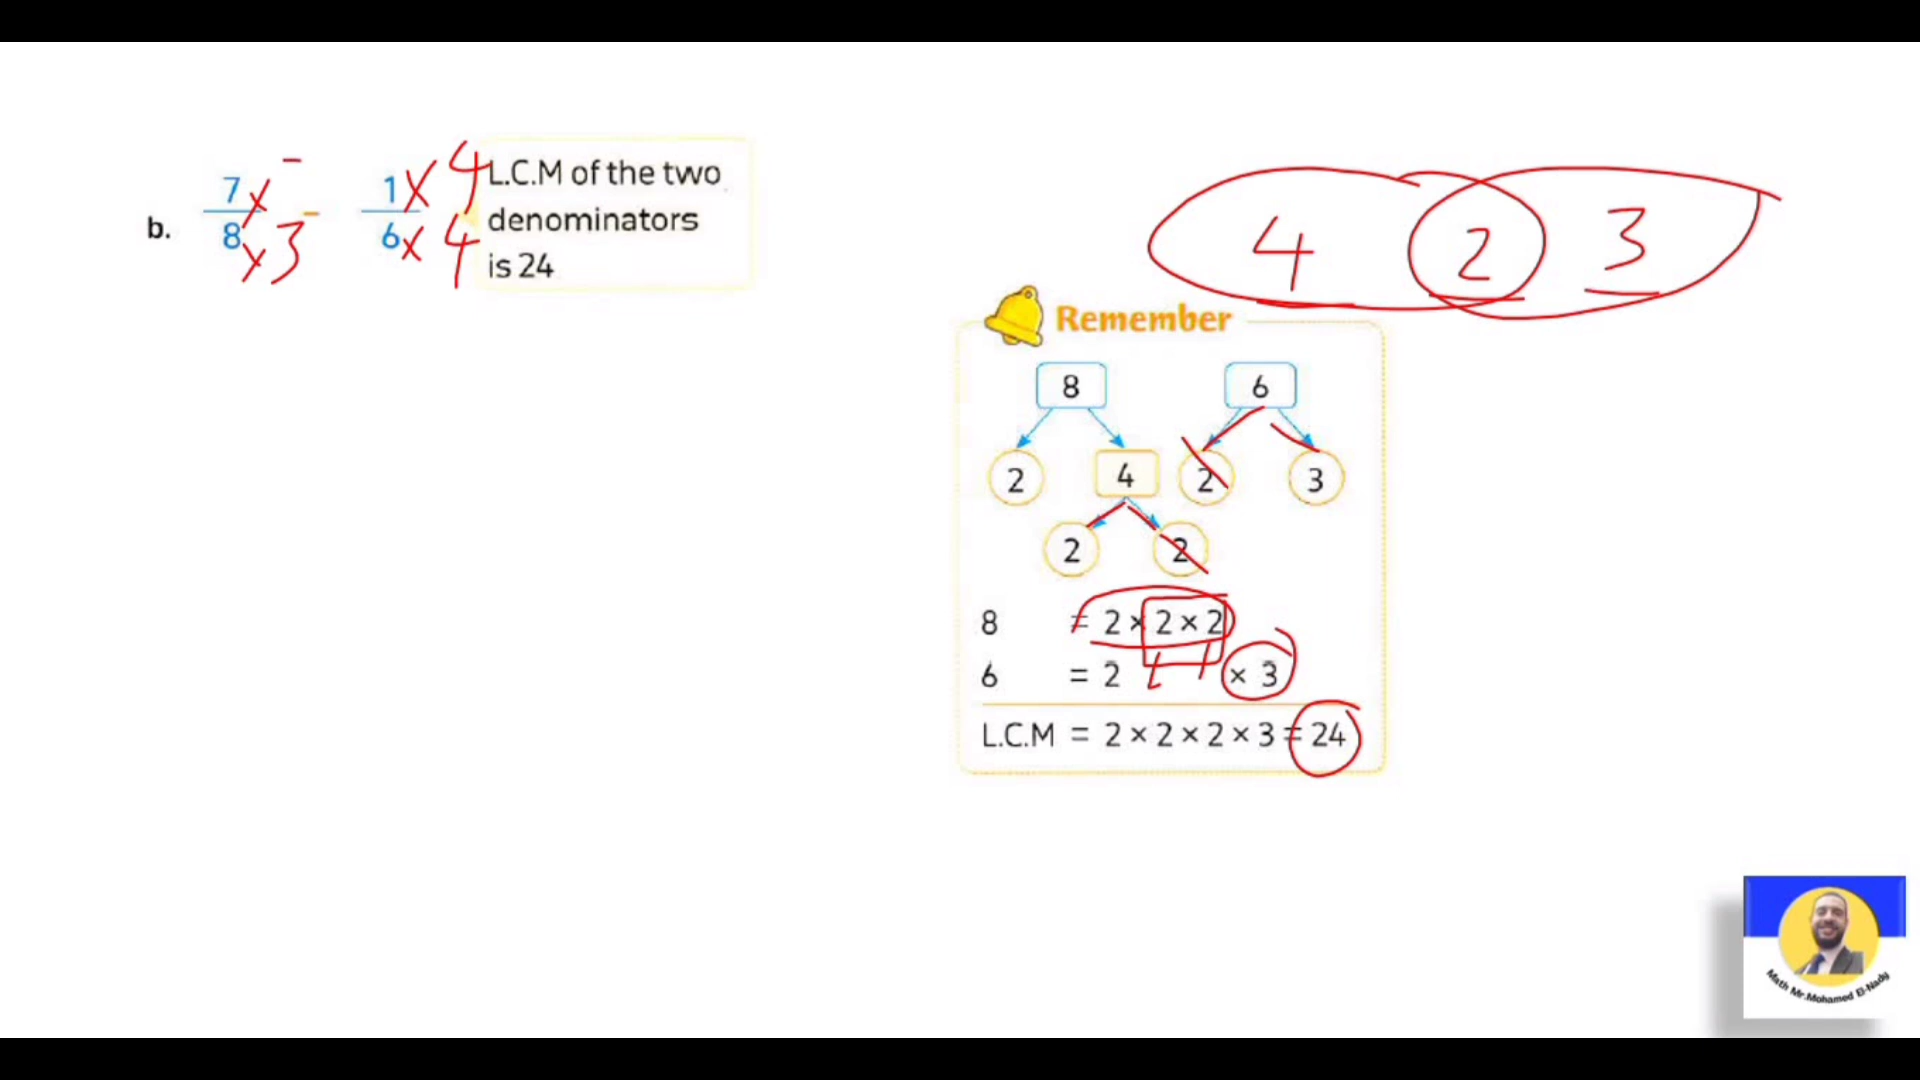 b. 7/8 × × 3 - 1/6 × 4 × 4
L.C.M of the two
denominators
is 24
4 2 3
Remember
8 6
2 4 2 3
2 2
8 = 2 × 2 × 2
6 = 2 × 3
L.C.M = 2 × 2 × 2 × 3 = 24
Math Mr.Mohamed El-Nady